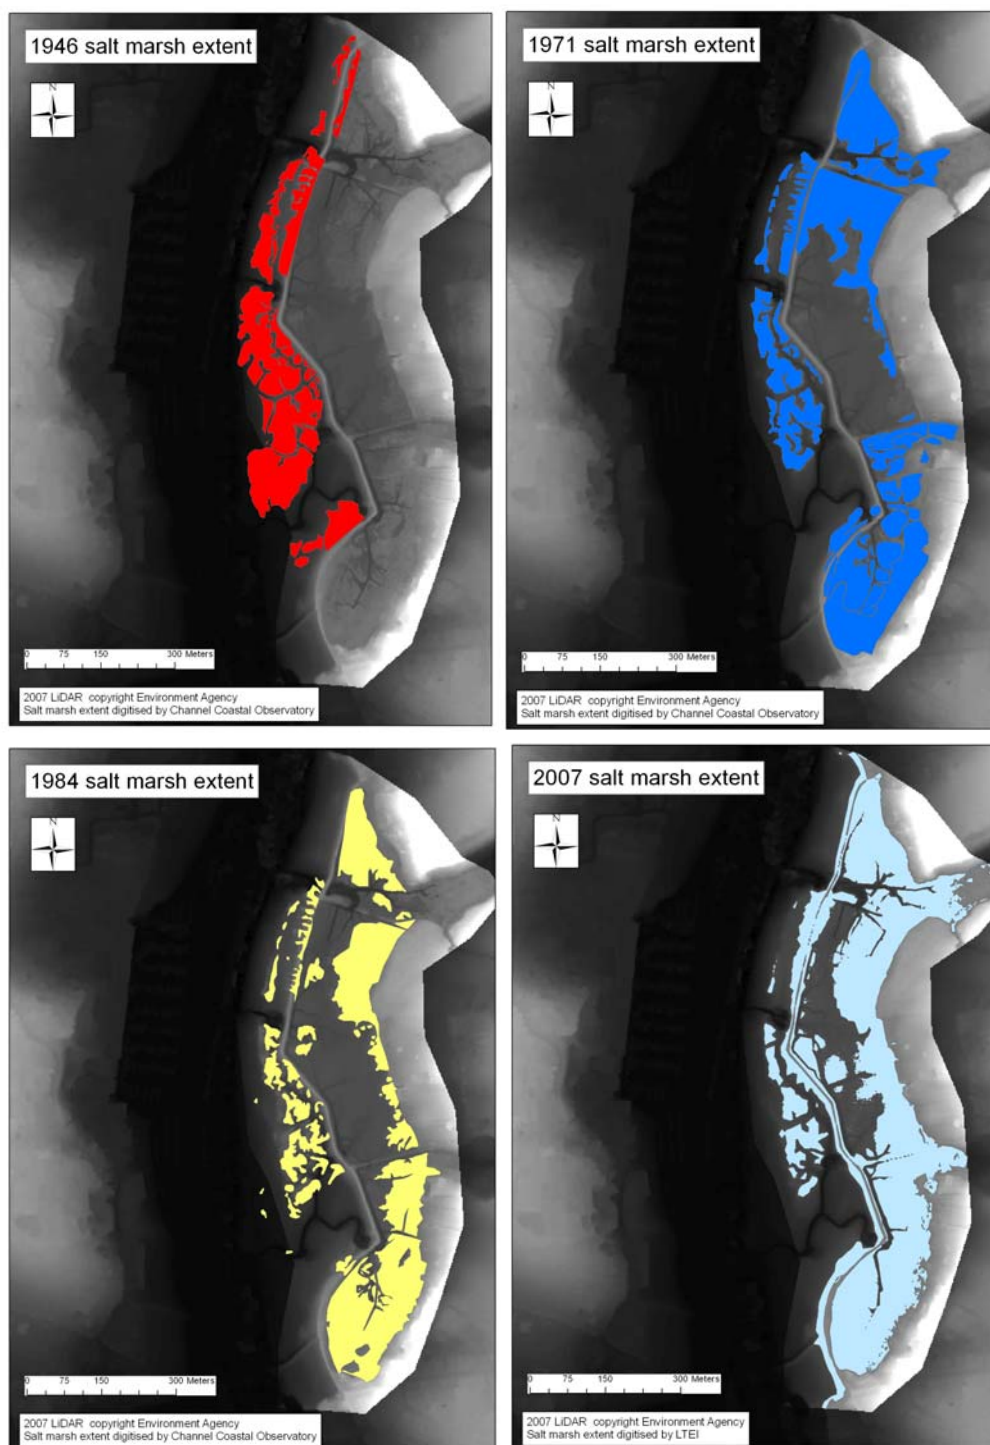 1946 salt marsh extent
N
0 75 150 300 Meters
2007 LiDAR copyright Environment Agency
Salt marsh extent digitised by Channel Coastal Observatory
1971 salt marsh extent
N
0 75 150 300 Meters
2007 LiDAR copyright Environment Agency
Salt marsh extent digitised by Channel Coastal Observatory
1984 salt marsh extent
N
0 75 150 300 Meters
2007 LiDAR copyright Environment Agency
Salt marsh extent digitised by Channel Coastal Observatory
2007 salt marsh extent
N
0 75 150 300 Meters
2007 LiDAR copyright Environment Agency
Salt marsh extent digitised by LTEI